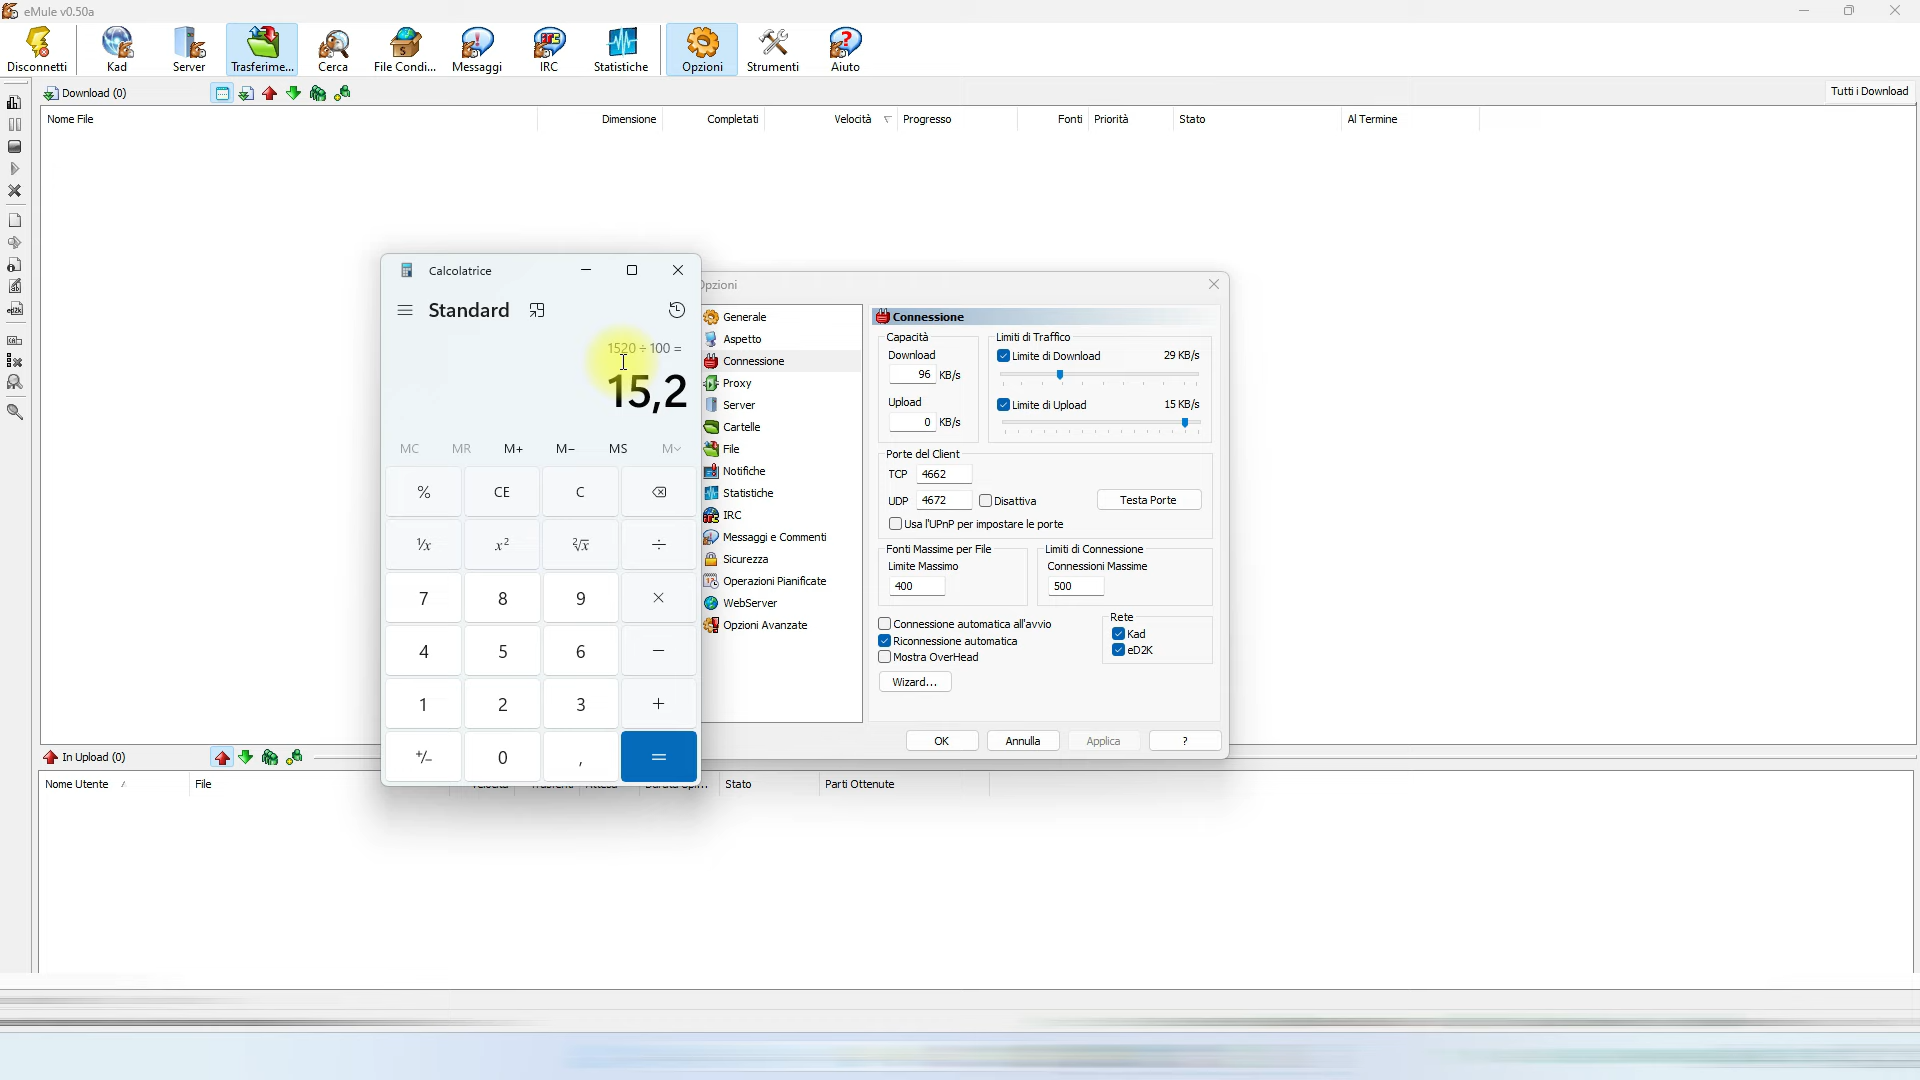 eMule v0.50a
Disconnetti
Kad
Server
Trasferime...
Cerca
File Condi...
Messaggi
IRC
Statistiche
Opzioni
Strumenti
Aiuto
Download (0)
Tutti i Download
Nome File
Dimensione
Completati
Velocità
Progresso
Fonti
Priorità
Stato
Al Termine
Calcolatrice
Standard
1520 ÷ 100 =
15,2
MC
MR
M+
M−
MS
M
%
CE
C
⅟x
x²
²√x
÷
7
8
9
×
4
5
6
−
1
2
3
+
+/−
0
,
=
Opzioni
Generale
Aspetto
Connessione
Proxy
Server
Cartelle
File
Notifiche
Statistiche
IRC
Messaggi e Commenti
Sicurezza
Operazioni Pianificate
WebServer
Opzioni Avanzate
Connessione
Capacità
Download
96 KB/s
Upload
0 KB/s
Limiti di Traffico
Limite di Download 29 KB/s
Limite di Upload 15 KB/s
Porte del Client
TCP 4662
UDP 4672 Disattiva
Testa Porte
Usa l'UPnP per impostare le porte
Fonti Massime per File
Limite Massimo
400
Limiti di Connessione
Connessioni Massime
500
Connessione automatica all'avvio
Riconnessione automatica
Mostra OverHead
Rete
Kad
eD2K
Wizard...
OK
Annulla
Applica
?
In Upload (0)
Nome Utente
File
Stato
Parti Ottenute